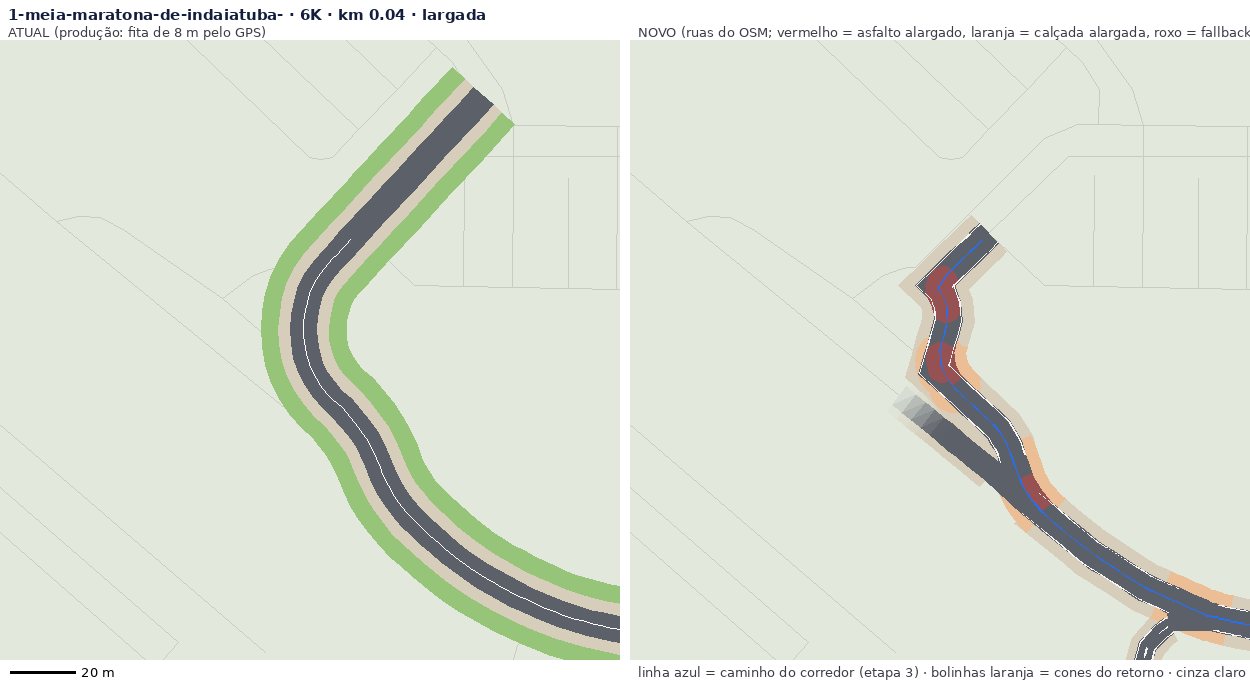 1-meia-maratona-de-indaiatuba- · 6K · km 0.04 · largada
ATUAL (produção: fita de 8 m pelo GPS)
NOVO (ruas do OSM; vermelho = asfalto alargado, laranja = calçada alargada, roxo = fallback
20 m
linha azul = caminho do corredor (etapa 3) · bolinhas laranja = cones do retorno · cinza claro